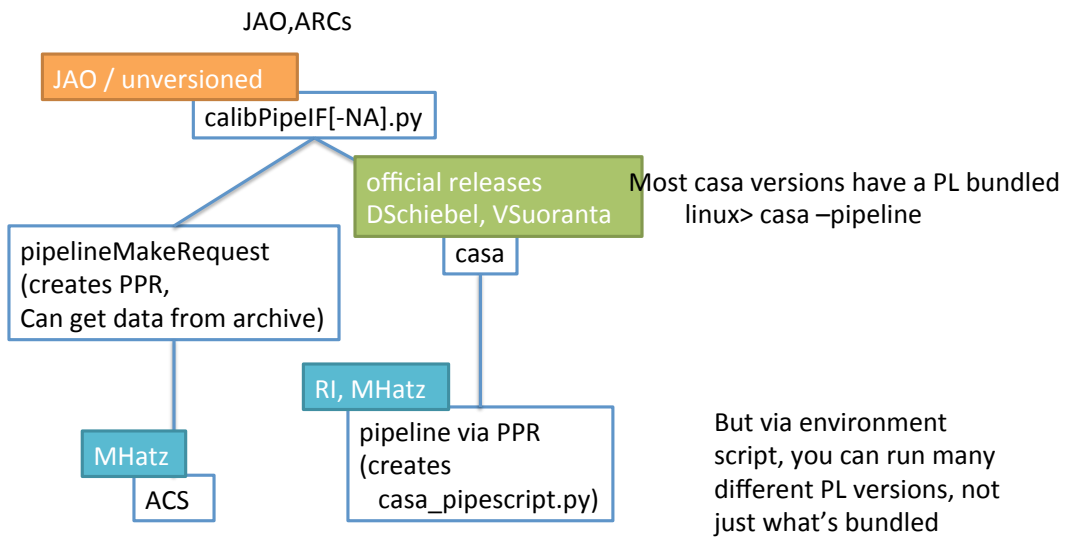 JAO,ARCs
JAO / unversioned
calibPipeIF[-NA].py
official releases
DSchiebel, VSuoranta
casa
Most casa versions have a PL bundled
linux> casa –pipeline
pipelineMakeRequest
(creates PPR,
Can get data from archive)
RI, MHatz
pipeline via PPR
(creates
casa_pipescript.py)
MHatz
ACS
But via environment
script, you can run many
different PL versions, not
just what's bundled